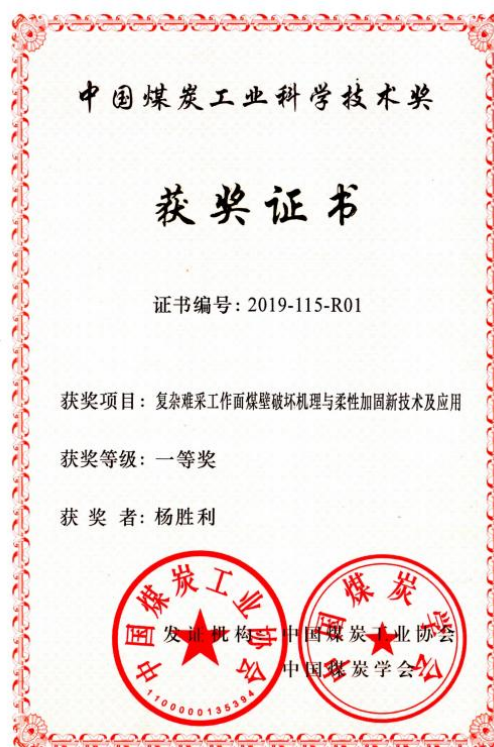 中国煤炭工业科学技术奖
获奖证书
证书编号：2019-115-R01
获奖项目：复杂难采工作面煤壁破坏机理与柔性加固新技术及应用
获奖等级：一等奖
获 奖 者：杨胜利
发证机构：中国煤炭工业协会
中国煤炭学会
中国煤炭工业协会
1100000135394
中国煤炭学会